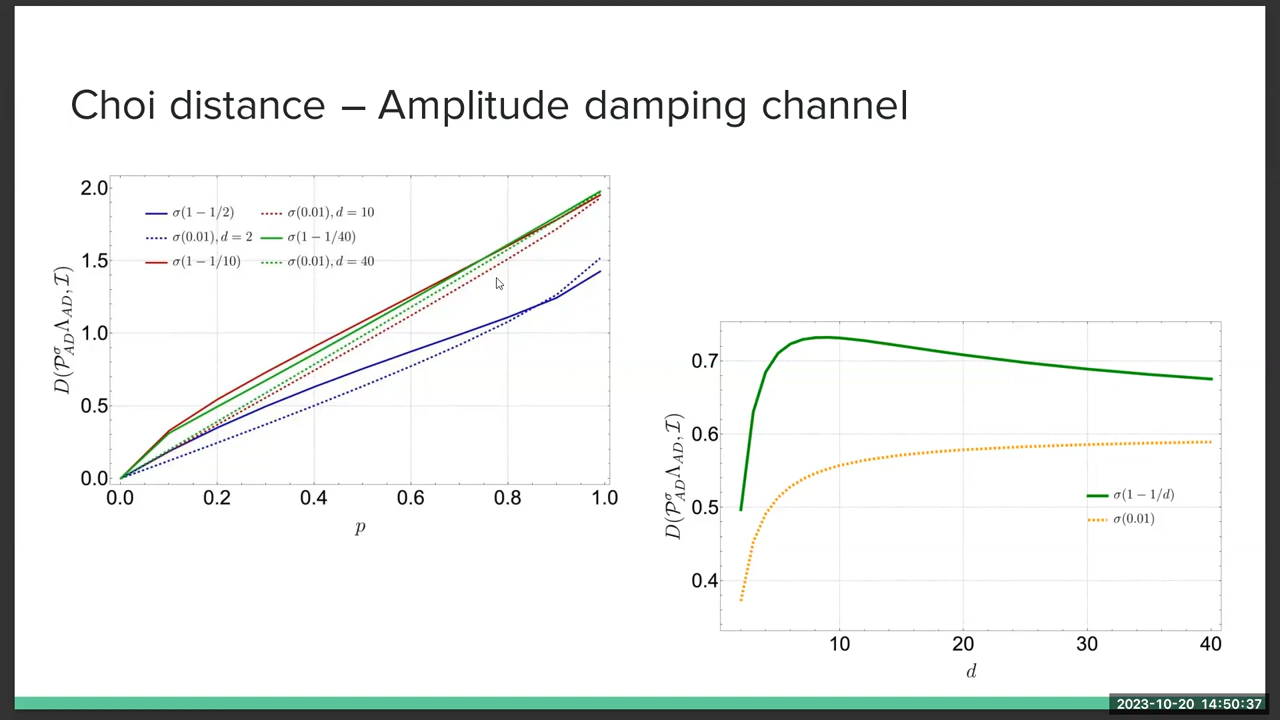 Choi distance – Amplitude damping channel
2.0
1.5
1.0
0.5
0.0
D(𝒫^σ_AD Λ_AD, ℐ)
σ(1 − 1/2)
σ(0.01), d = 10
σ(0.01), d = 2
σ(1 − 1/40)
σ(1 − 1/10)
σ(0.01), d = 40
0.0 0.2 0.4 0.6 0.8 1.0
p
0.7
0.6
0.5
0.4
D(𝒫^σ_AD Λ_AD, ℐ)
σ(1 − 1/d)
σ(0.01)
10 20 30 40
d
2023-10-20 14:50:37